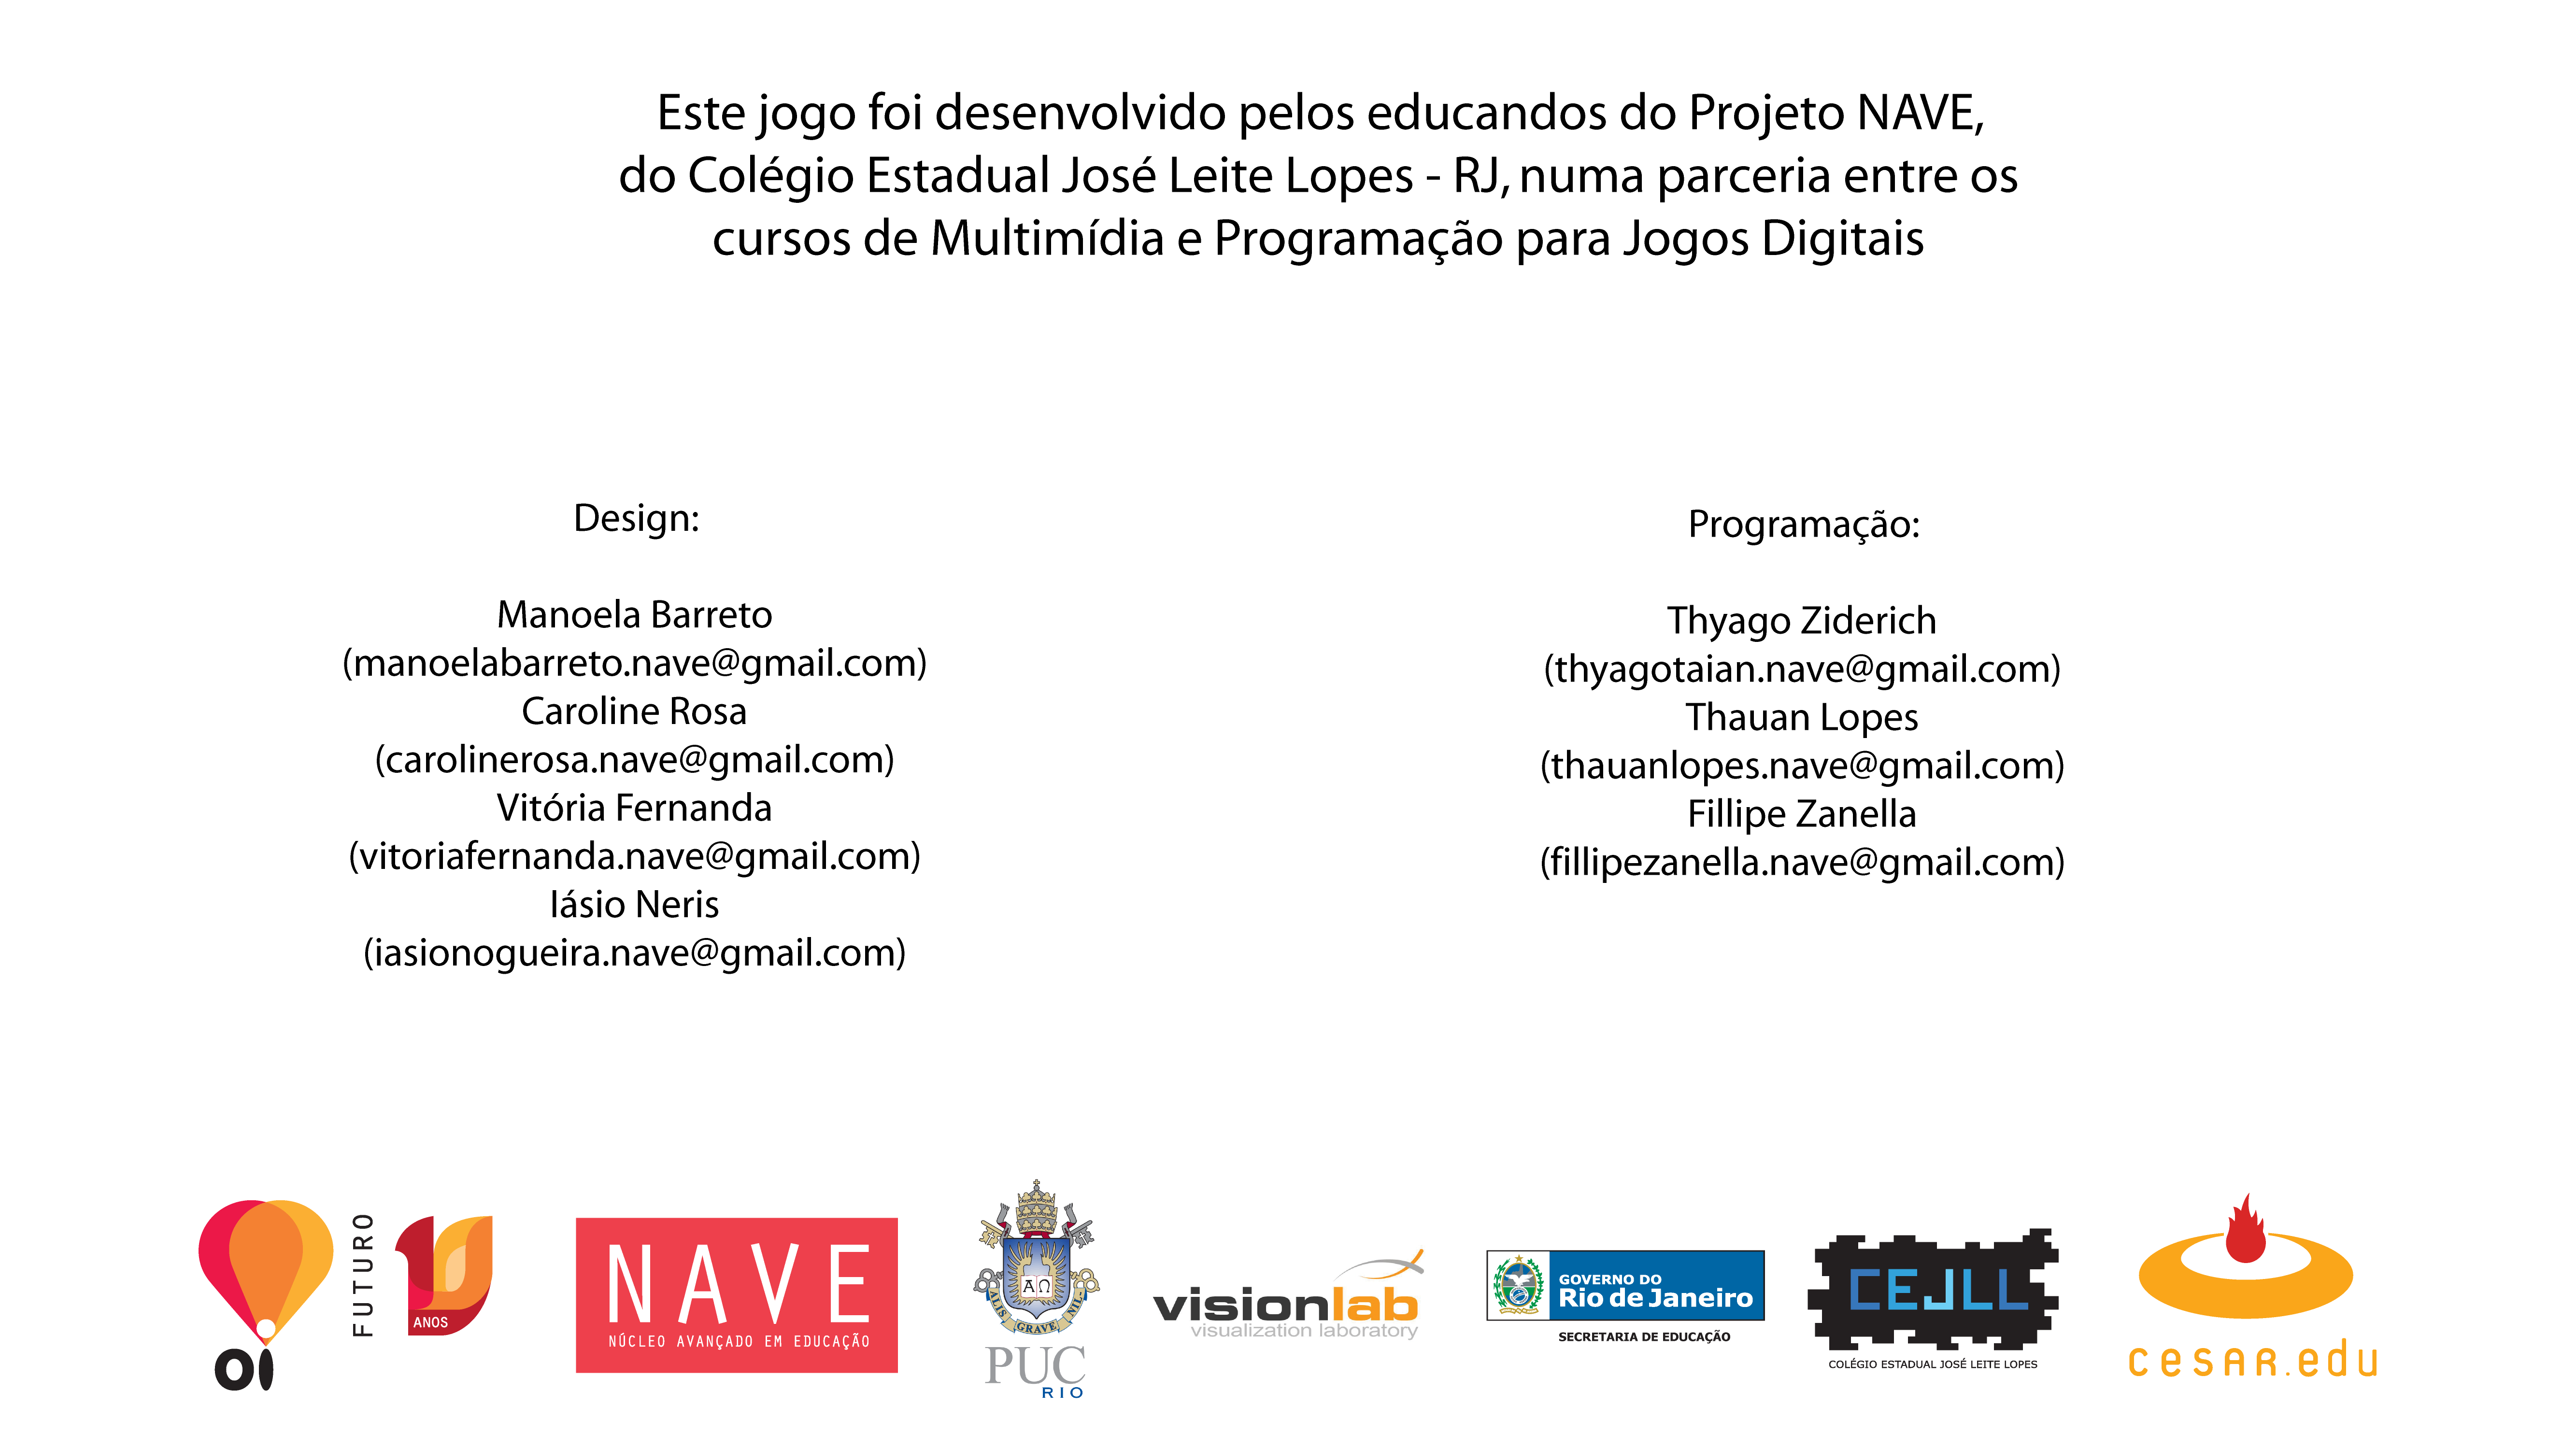 Este jogo foi desenvolvido pelos educandos do Projeto NAVE,
do Colégio Estadual José Leite Lopes - RJ, numa parceria entre os
cursos de Multimídia e Programação para Jogos Digitais
Design:
Manoela Barreto
(manoelabarreto.nave@gmail.com)
Caroline Rosa
(carolinerosa.nave@gmail.com)
Vitória Fernanda
(vitoriafernanda.nave@gmail.com)
Iásio Neris
(iasionogueira.nave@gmail.com)
Programação:
Thyago Ziderich
(thyagotaian.nave@gmail.com)
Thauan Lopes
(thauanlopes.nave@gmail.com)
Fillipe Zanella
(fillipezanella.nave@gmail.com)
oi
FUTURO
ANOS
NAVE
NÚCLEO AVANÇADO EM EDUCAÇÃO
Α Ω
ALIS GRAVE NIL
PUC
RIO
visionlab
visualization laboratory
GOVERNO DO
Rio de Janeiro
SECRETARIA DE EDUCAÇÃO
CEJLL
COLÉGIO ESTADUAL JOSÉ LEITE LOPES
cesar.edu